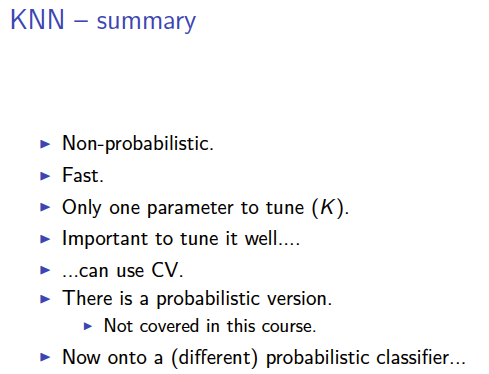 KNN – summary
Non-probabilistic.
Fast.
Only one parameter to tune (K).
Important to tune it well....
...can use CV.
There is a probabilistic version.
Not covered in this course.
Now onto a (different) probabilistic classifier...